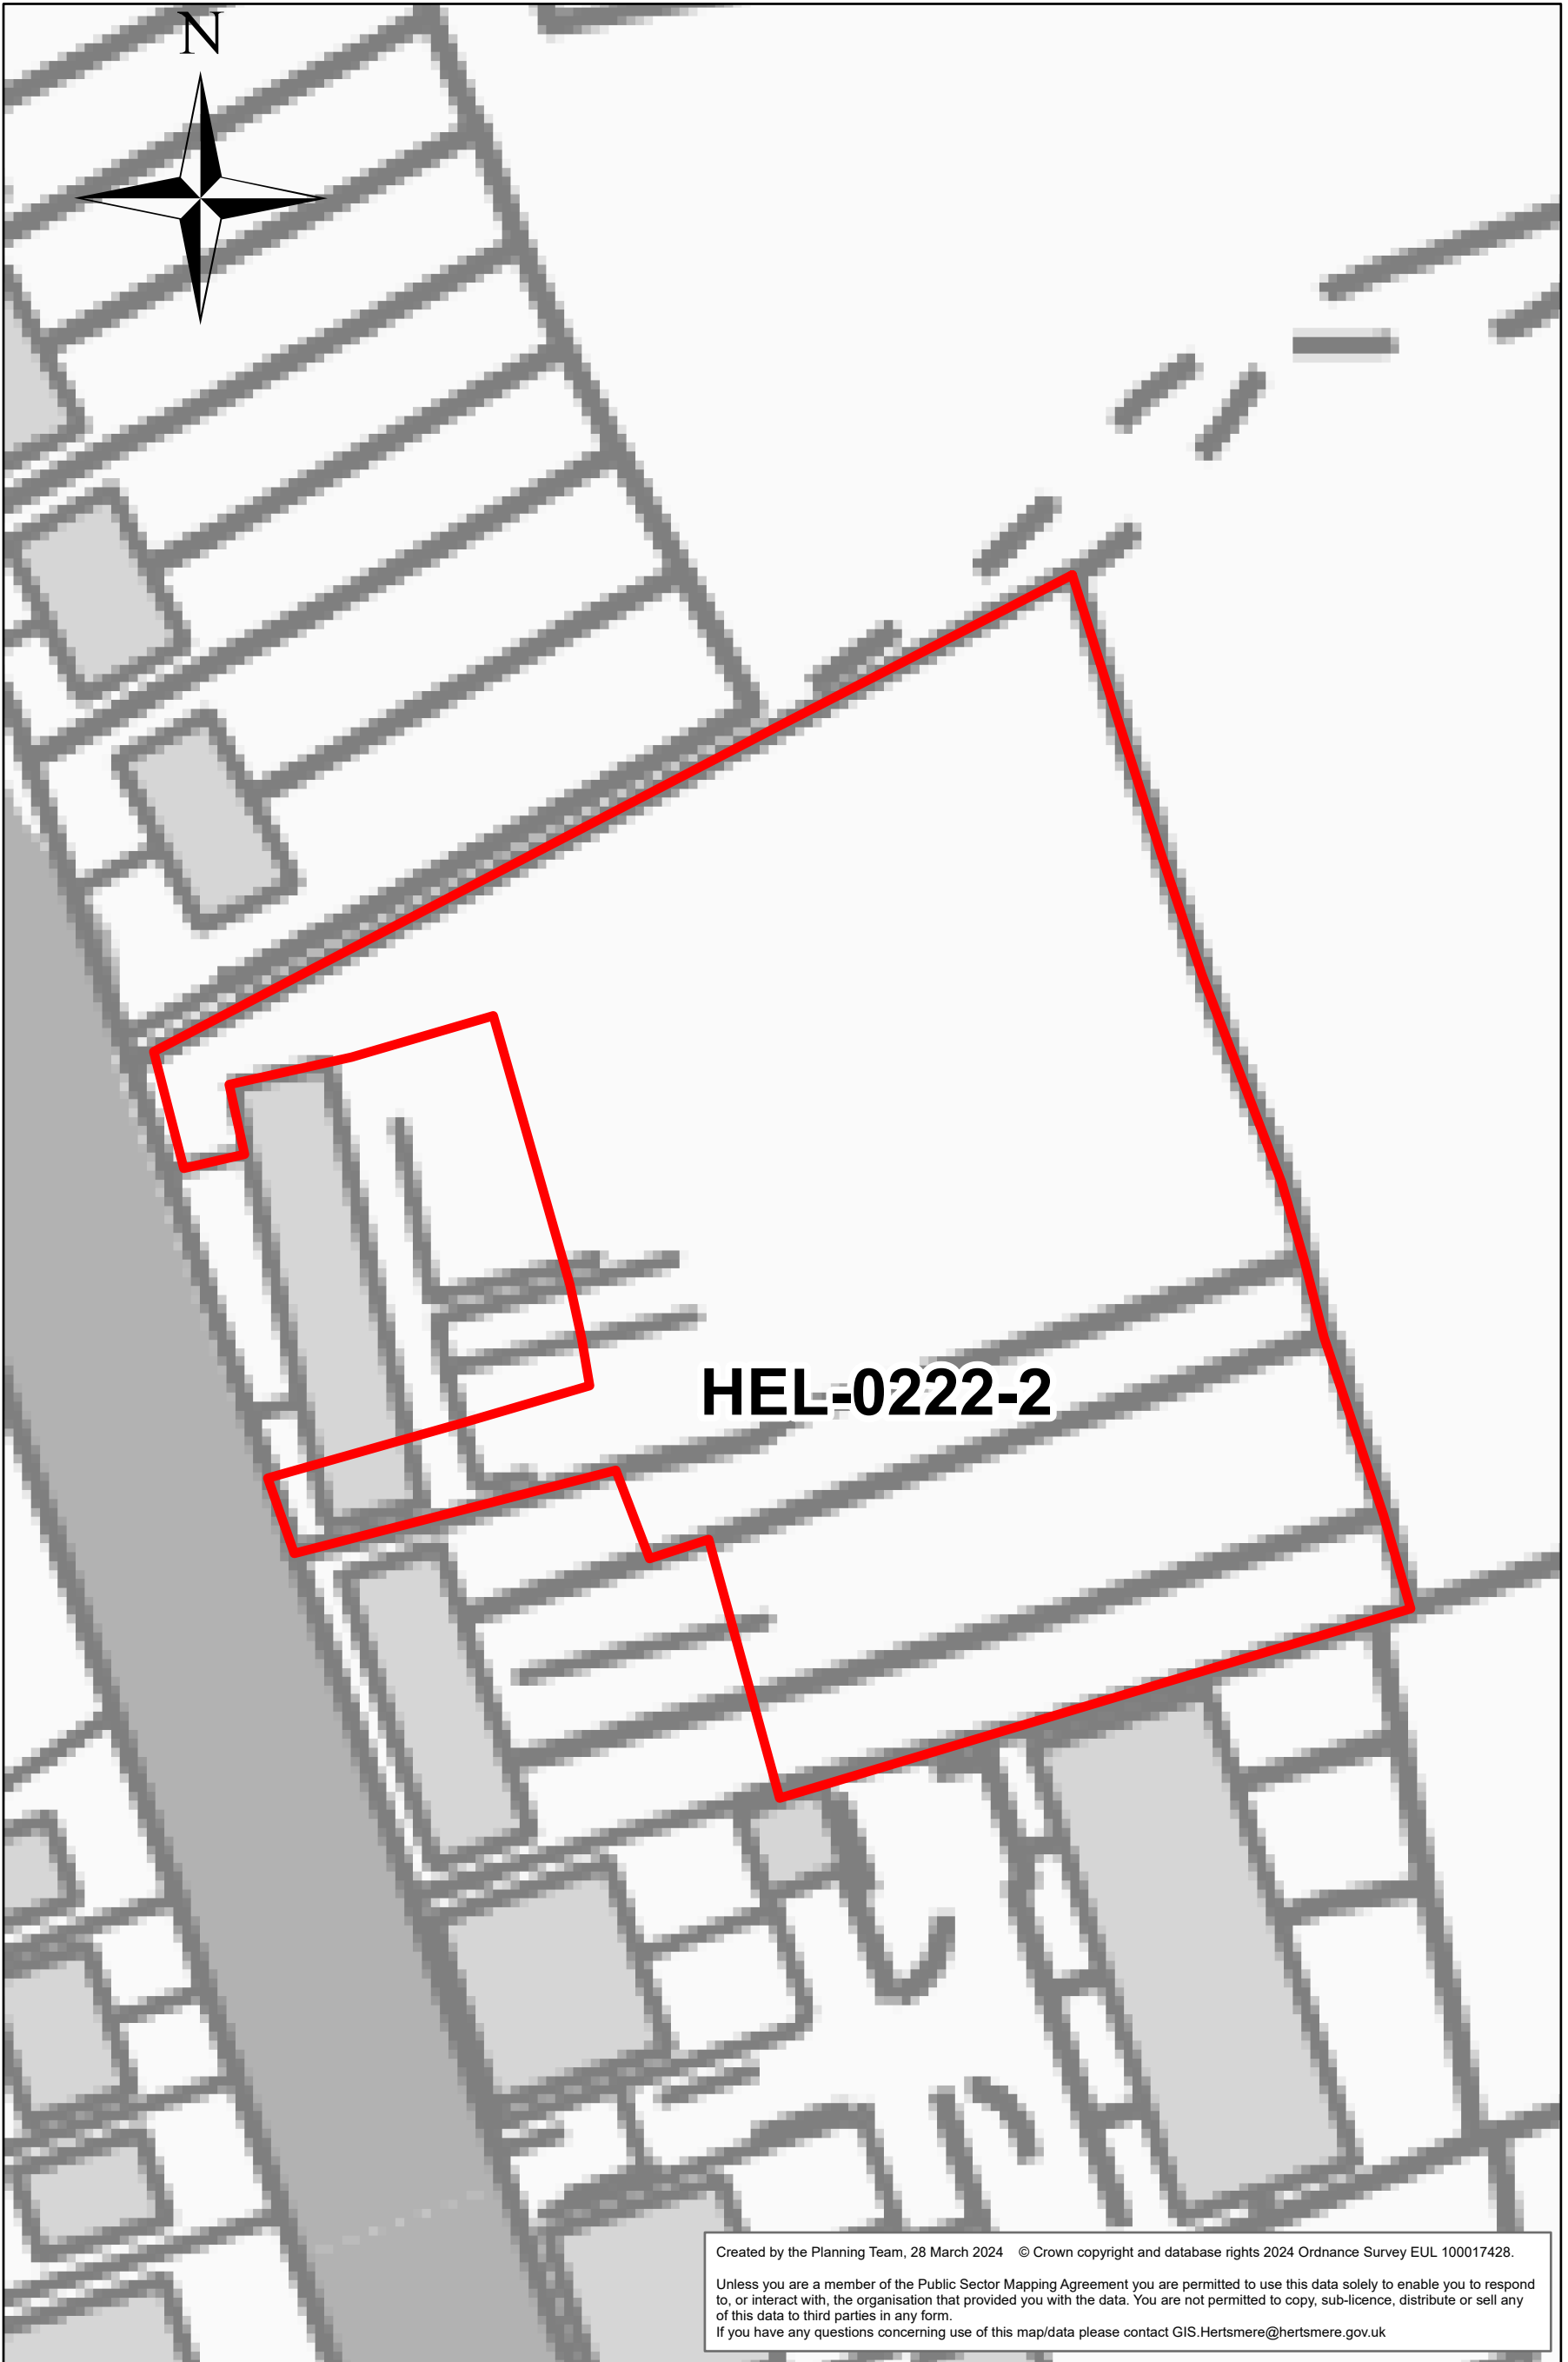 N
HEL-0222-2
Created by the Planning Team, 28 March 2024 © Crown copyright and database rights 2024 Ordnance Survey EUL 100017428.
Unless you are a member of the Public Sector Mapping Agreement you are permitted to use this data solely to enable you to respond
to, or interact with, the organisation that provided you with the data. You are not permitted to copy, sub-licence, distribute or sell any
of this data to third parties in any form.
If you have any questions concerning use of this map/data please contact GIS.Hertsmere@hertsmere.gov.uk